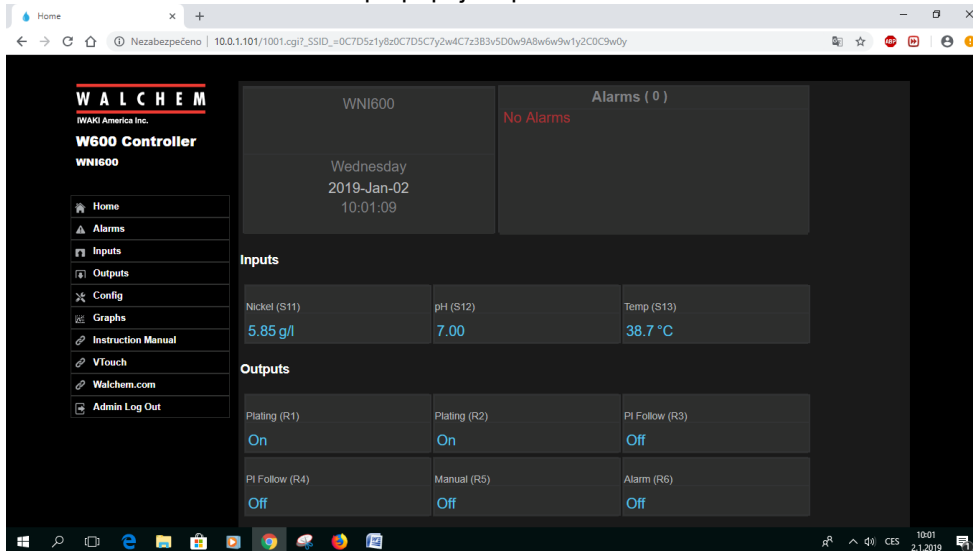 Home
Nezabezpečeno | 10.0.1.101/1001.cgi?_SSID_=0C7D5z1y8z0C7D5C7y2w4C7z3B3v5D0w9A8w6w9w1y2C0C9w0y
ABP
WALCHEM
IWAKI America Inc.
W600 Controller
WNI600
Home
Alarms
Inputs
Outputs
Config
Graphs
Instruction Manual
VTouch
Walchem.com
Admin Log Out
WNI600
Wednesday
2019-Jan-02
10:01:09
Alarms ( 0 )
No Alarms
Inputs
Nickel (S11)
5.85 g/l
pH (S12)
7.00
Temp (S13)
38.7 °C
Outputs
Plating (R1)
On
Plating (R2)
On
PI Follow (R3)
Off
PI Follow (R4)
Off
Manual (R5)
Off
Alarm (R6)
Off
CES
10:01
2.1.2019